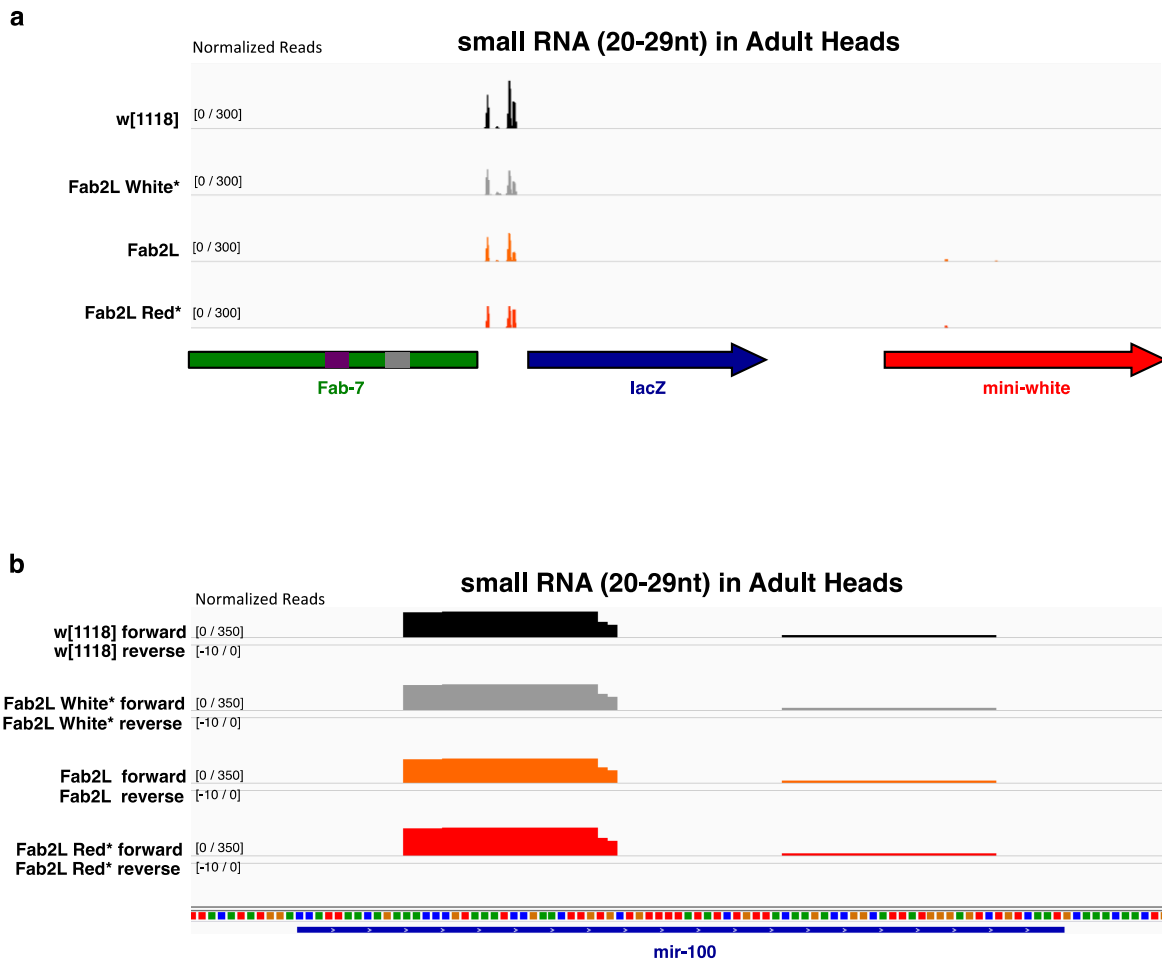 a
small RNA (20-29nt) in Adult Heads
Normalized Reads
w[1118] [0 / 300]
Fab2L White* [0 / 300]
Fab2L [0 / 300]
Fab2L Red* [0 / 300]
Fab-7 lacZ mini-white
b
small RNA (20-29nt) in Adult Heads
Normalized Reads
w[1118] forward [0 / 350]
w[1118] reverse [-10 / 0]
Fab2L White* forward [0 / 350]
Fab2L White* reverse [-10 / 0]
Fab2L forward [0 / 350]
Fab2L reverse [-10 / 0]
Fab2L Red* forward [0 / 350]
Fab2L Red* reverse [-10 / 0]
mir-100